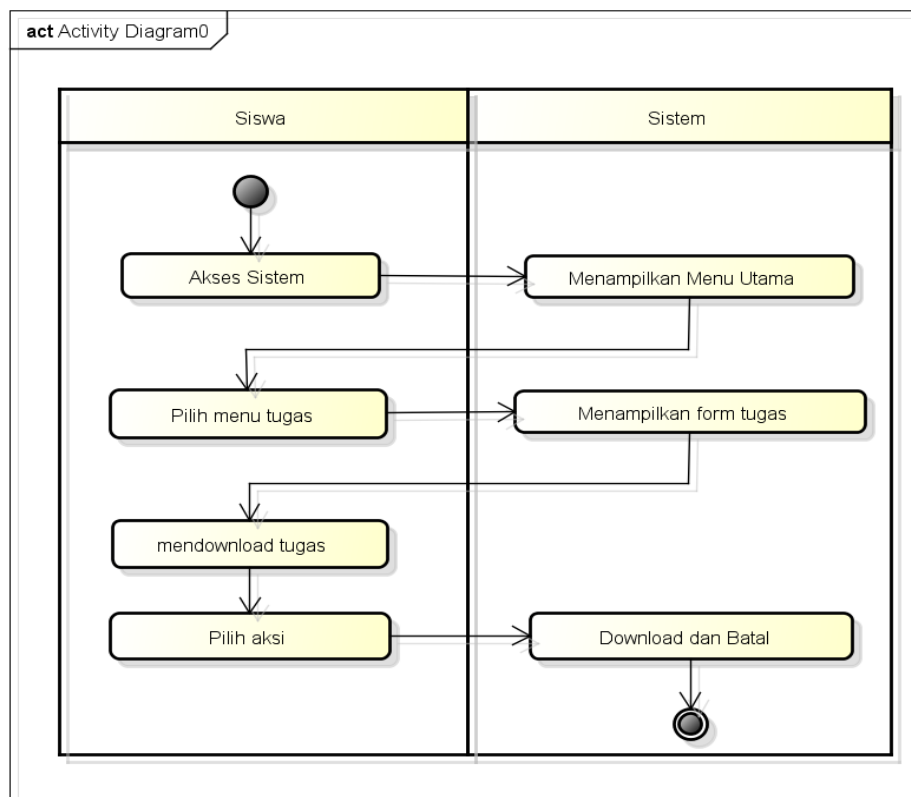 act Activity Diagram0
Siswa
Sistem
Akses Sistem
Menampilkan Menu Utama
Pilih menu tugas
Menampilkan form tugas
mendownload tugas
Pilih aksi
Download dan Batal